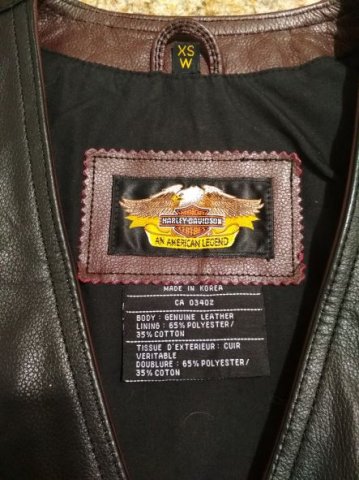 XS
W
MOTOR
HARLEY-DAVIDSON
CYCLES
AN AMERICAN LEGEND
MADE IN KOREA
CA 03402
BODY: GENUINE LEATHER
LINING: 65% POLYESTER/
35% COTTON
TISSUE D'EXTERIEUR: CUIR
VERITABLE
DOUBLURE: 65% POLYESTER/
35% COTON